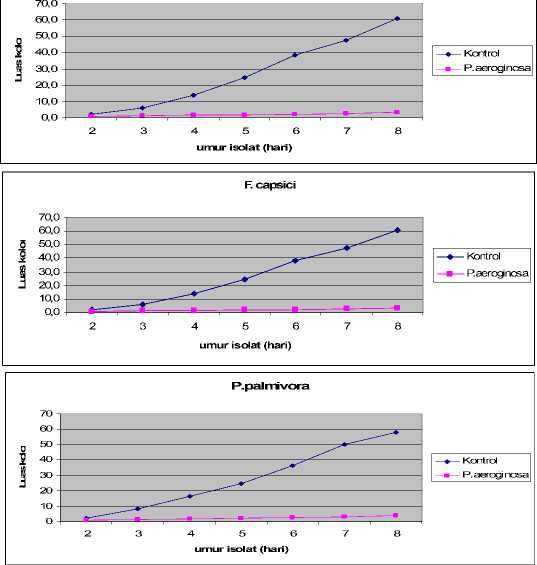 70,0
60,0
50,0
40,0
30,0
20,0
10,0
0,0
Luas kolo
2 3 4 5 6 7 8
umur isolat (hari)
Kontrol
P.aeroginosa
F. capsici
70,0
60,0
50,0
40,0
30,0
20,0
10,0
0,0
Luas koloi
2 3 4 5 6 7 8
umur isolat (hari)
Kontrol
P.aeroginosa
P.palmivora
70
60
50
40
30
20
10
0
Luas kolo
2 3 4 5 6 7 8
umur isolat (hari)
Kontrol
P.aeroginosa